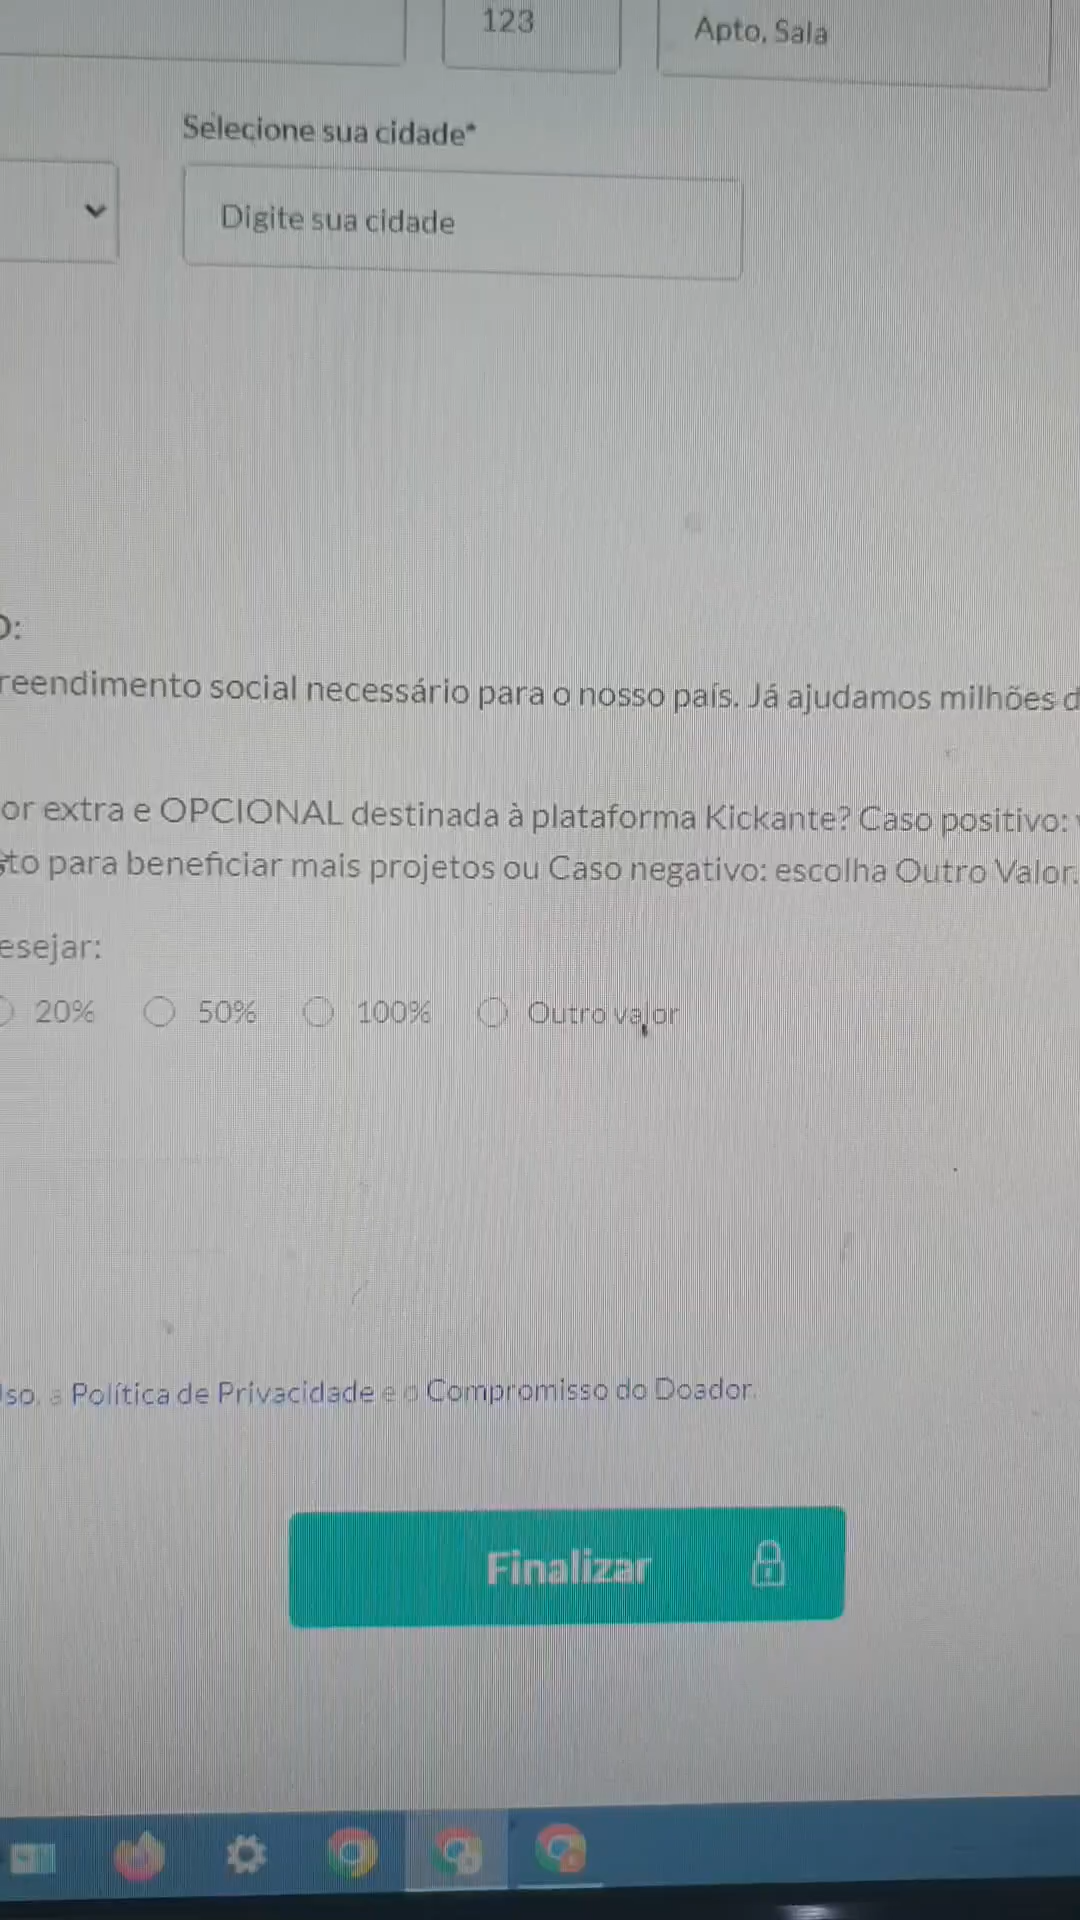 123
Apto, Sala
Selecione sua cidade*
Digite sua cidade
reendimento social necessário para o nosso país. Já ajudamos milhões d
or extra e OPCIONAL destinada à plataforma Kickante? Caso positivo:
to para beneficiar mais projetos ou Caso negativo: escolha Outro Valor.
esejar:
20% 50% 100% Outro valor
so, a Política de Privacidade e o Compromisso do Doador.
Finalizar